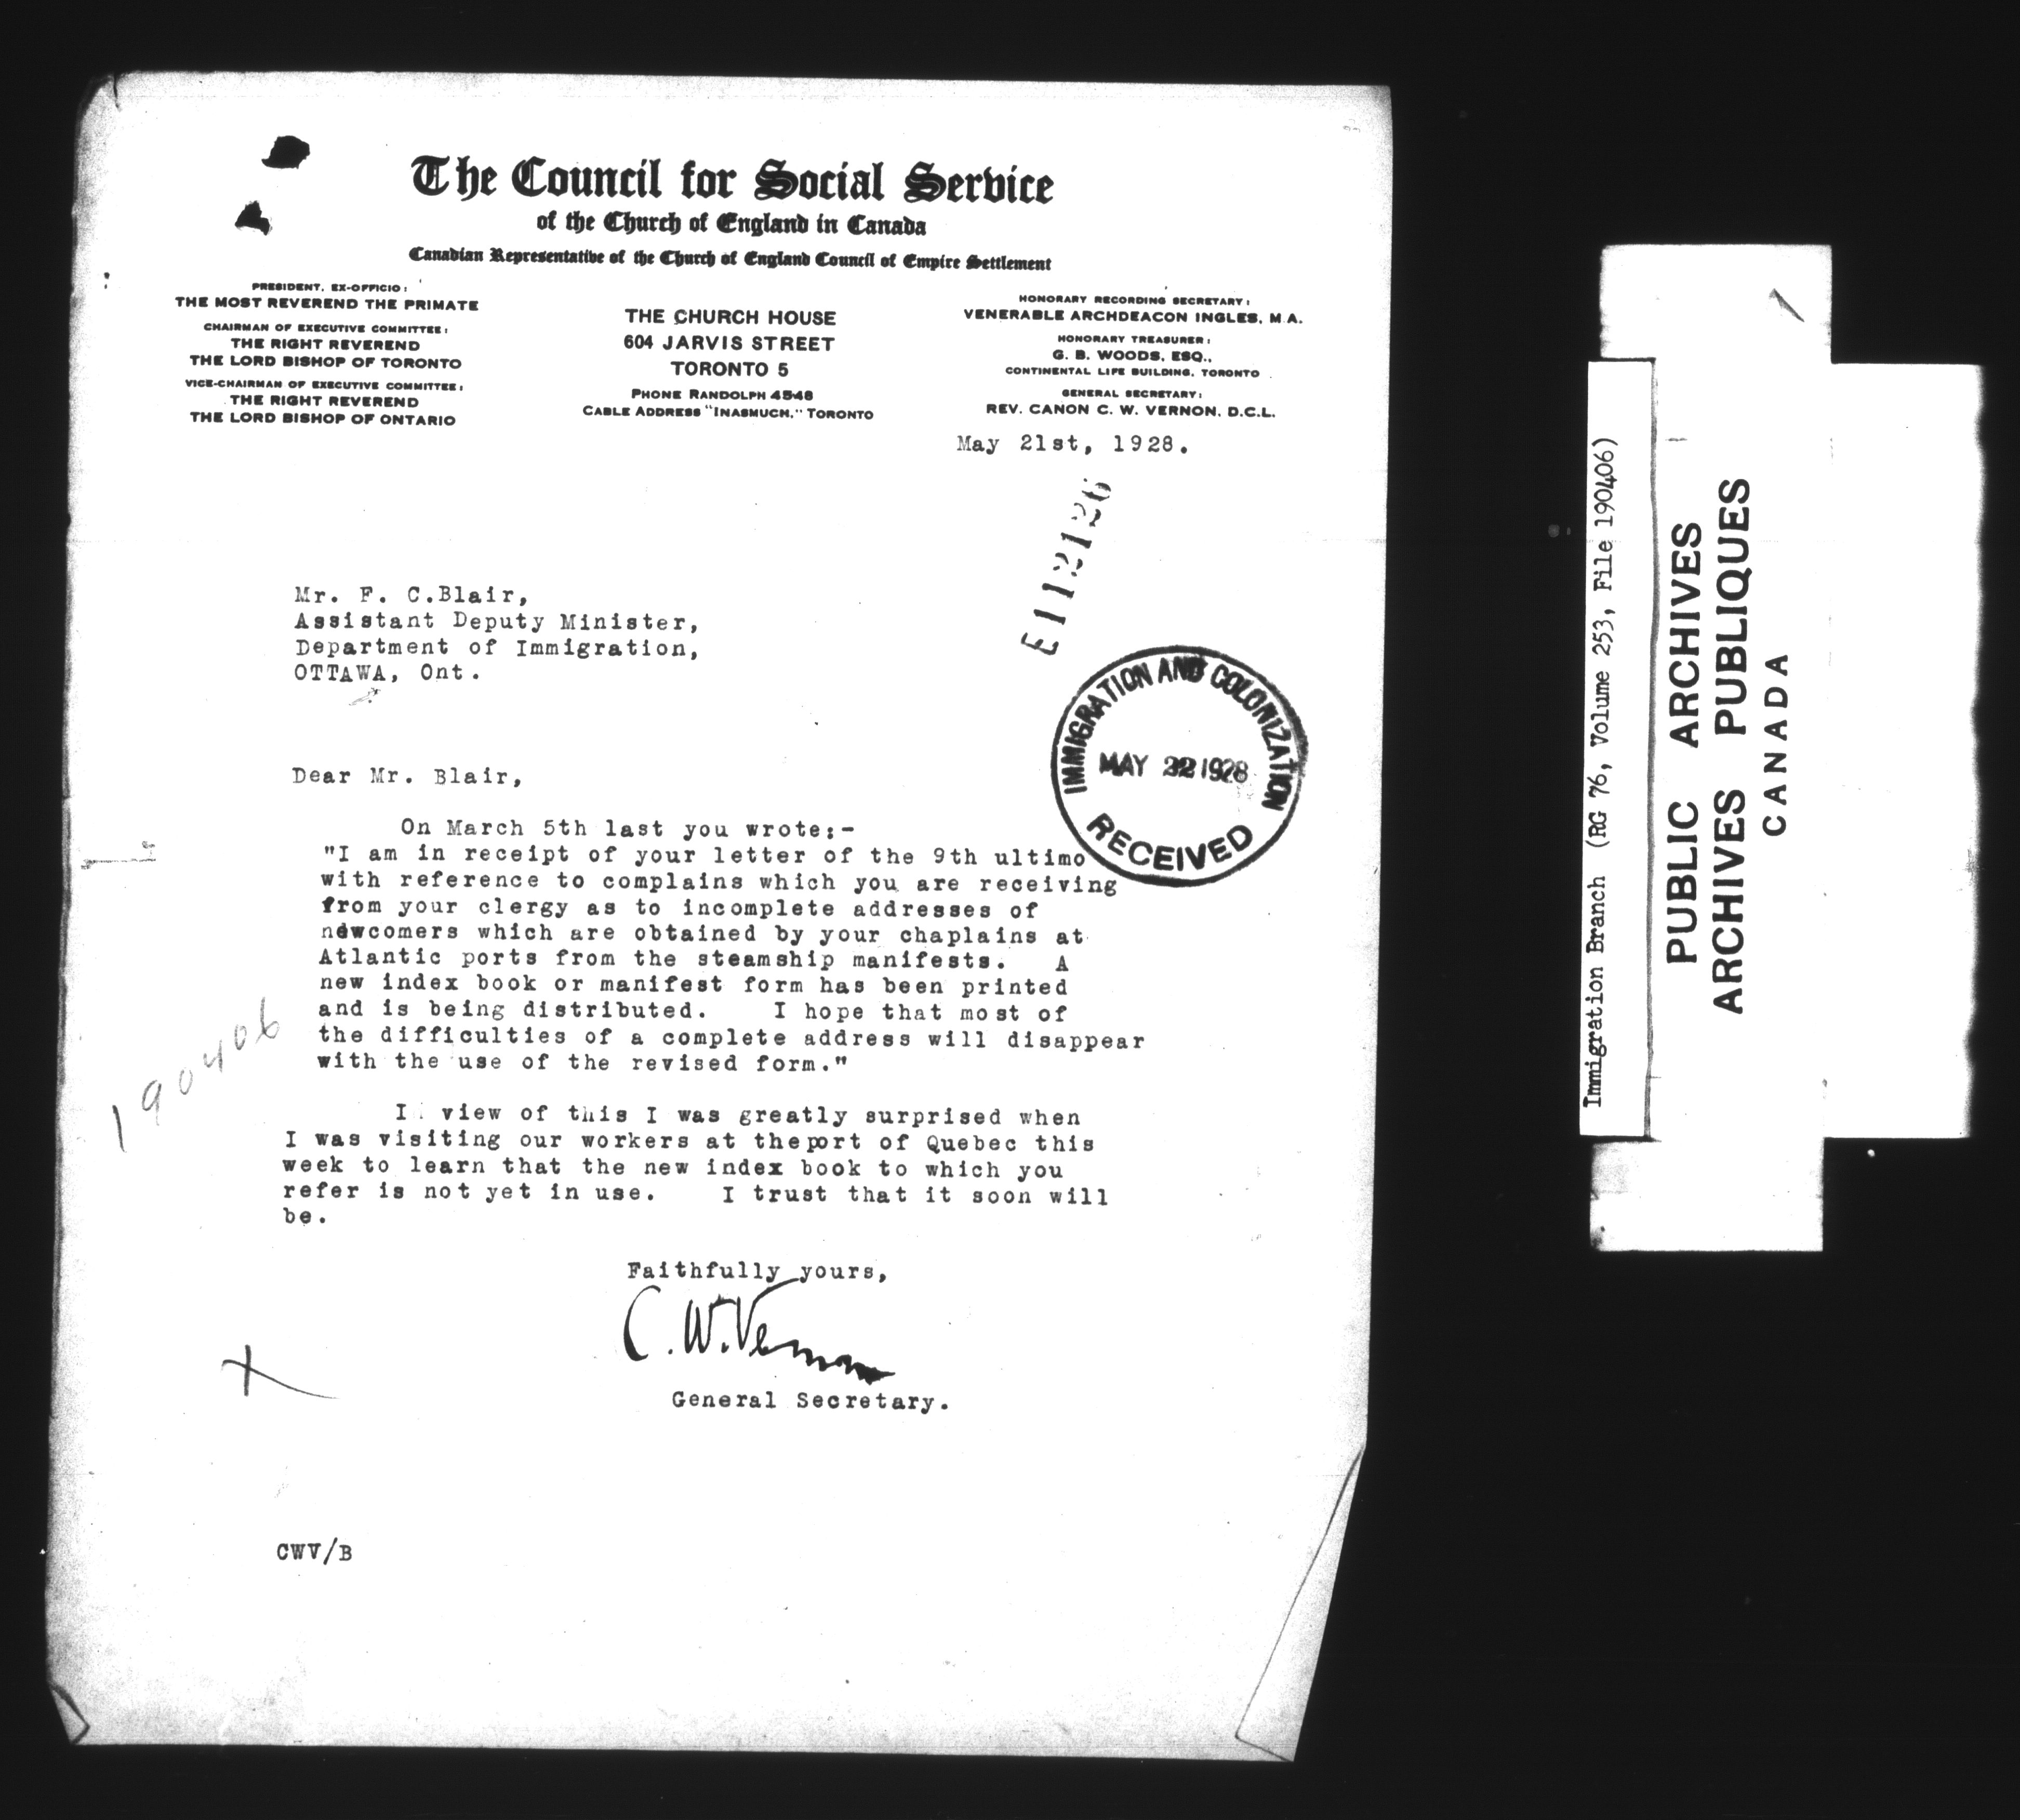 The Council for Social Service
of the Church of England in Canada
Canadian Representative of the Church of England Council of Empire Settlement
PRESIDENT, EX-OFFICIO:
THE MOST REVEREND THE PRIMATE
CHAIRMAN OF EXECUTIVE COMMITTEE:
THE RIGHT REVEREND
THE LORD BISHOP OF TORONTO
VICE-CHAIRMAN OF EXECUTIVE COMMITTEE:
THE RIGHT REVEREND
THE LORD BISHOP OF ONTARIO
THE CHURCH HOUSE
604 JARVIS STREET
TORONTO 5
PHONE RANDOLPH 4548
CABLE ADDRESS "INASMUCH," TORONTO
HONORARY RECORDING SECRETARY:
VENERABLE ARCHDEACON INGLES, M.A.
HONORARY TREASURER:
G. B. WOODS, ESQ.,
CONTINENTAL LIFE BUILDING, TORONTO
GENERAL SECRETARY:
REV. CANON C. W. VERNON, D.C.L.
May 21st, 1928.
E112126
Mr. F. C.Blair,
Assistant Deputy Minister,
Department of Immigration,
OTTAWA, Ont.
IMMIGRATION AND COLONIZATION
MAY 22 1928
RECEIVED
Dear Mr. Blair,
On March 5th last you wrote:-
"I am in receipt of your letter of the 9th ultimo
with reference to complains which you are receiving
from your clergy as to incomplete addresses of
newcomers which are obtained by your chaplains at
Atlantic ports from the steamship manifests. A
new index book or manifest form has been printed
and is being distributed. I hope that most of
the difficulties of a complete address will disappear
with the use of the revised form."
190406
I view of this I was greatly surprised when
I was visiting our workers at theport of Quebec this
week to learn that the new index book to which you
refer is not yet in use. I trust that it soon will
be.
Faithfully yours,
C. W. Vernon
General Secretary.
CWV/B
Immigration Branch (RG 76, Volume 253, File 190406)
PUBLIC ARCHIVES
ARCHIVES PUBLIQUES
CANADA